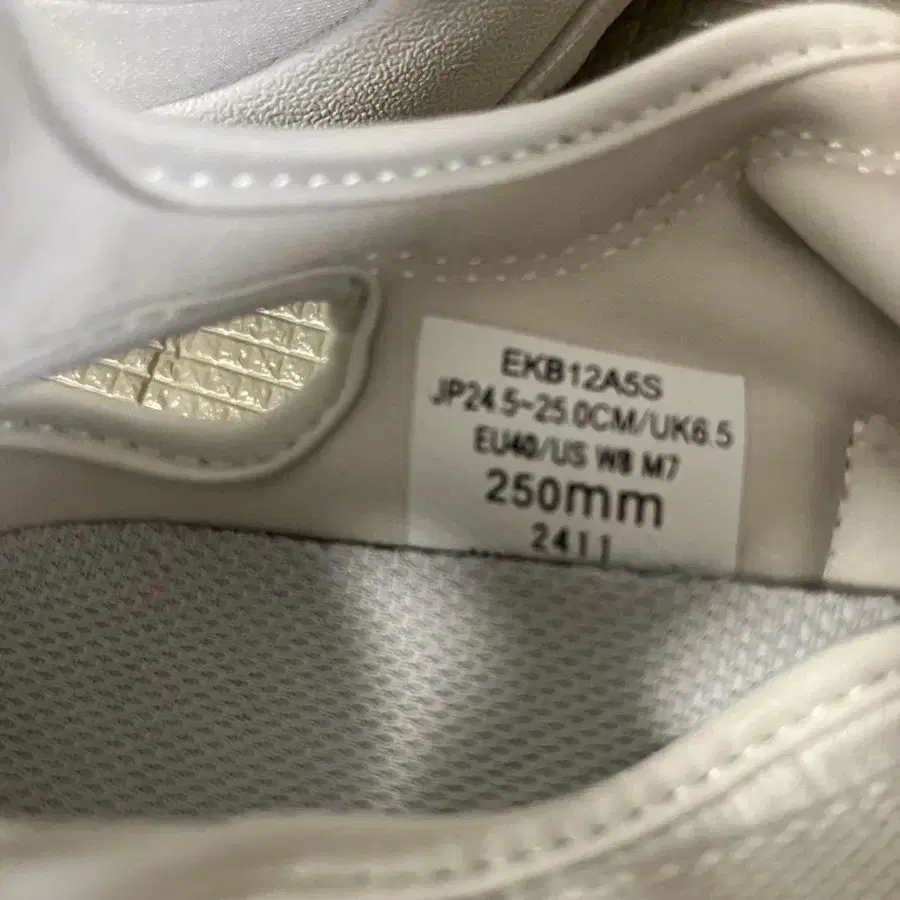 EKB12A5S
JP24.5~25.0CM/UK6.5
EU40/US W8 M7
250mm
2411